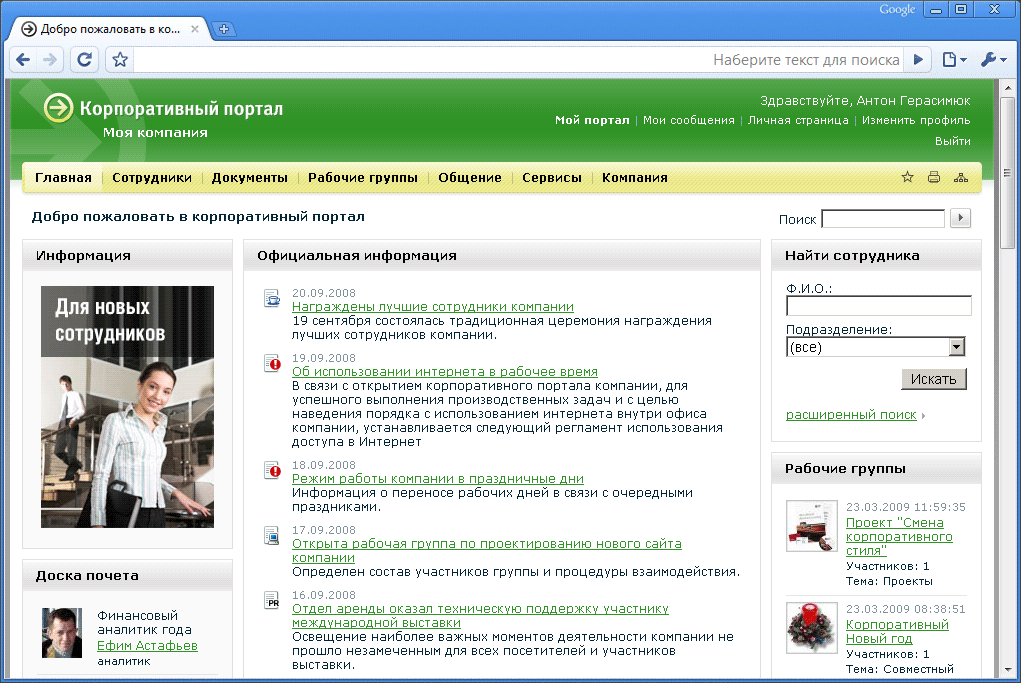 Google
Добро пожаловать в ко...
Наберите текст для поиска
Корпоративный портал
Моя компания
Здравствуйте, Антон Герасимюк
Мой портал | Мои сообщения | Личная страница | Изменить профиль
Выйти
Главная | Сотрудники | Документы | Рабочие группы | Общение | Сервисы | Компания
Добро пожаловать в корпоративный портал
Поиск
Информация
Для новых
сотрудников
Доска почета
Финансовый
аналитик года
Ефим Астафьев
аналитик
Официальная информация
20.09.2008
Награждены лучшие сотрудники компании
19 сентября состоялась традиционная церемония награждения
лучших сотрудников компании.
19.09.2008
Об использовании интернета в рабочее время
В связи с открытием корпоративного портала компании, для
успешного выполнения производственных задач и с целью
наведения порядка с использованием интернета внутри офиса
компании, устанавливается следующий регламент использования
доступа в Интернет
18.09.2008
Режим работы компании в праздничные дни
Информация о переносе рабочих дней в связи с очередными
праздниками.
17.09.2008
Открыта рабочая группа по проектированию нового сайта
компании
Определен состав участников группы и процедуры взаимодействия.
PR
16.09.2008
Отдел аренды оказал техническую поддержку участнику
международной выставки
Освещение наиболее важных моментов деятельности компании не
прошло незамеченным для всех посетителей и участников
выставки.
Найти сотрудника
Ф.И.О.:
Подразделение:
(все)
Искать
расширенный поиск
Рабочие группы
23.03.2009 11:59:35
Проект "Смена
корпоративного
стиля"
Участников: 1
Тема: Проекты
23.03.2009 08:38:51
Корпоративный
Новый год
Участников: 1
Тема: Совместный